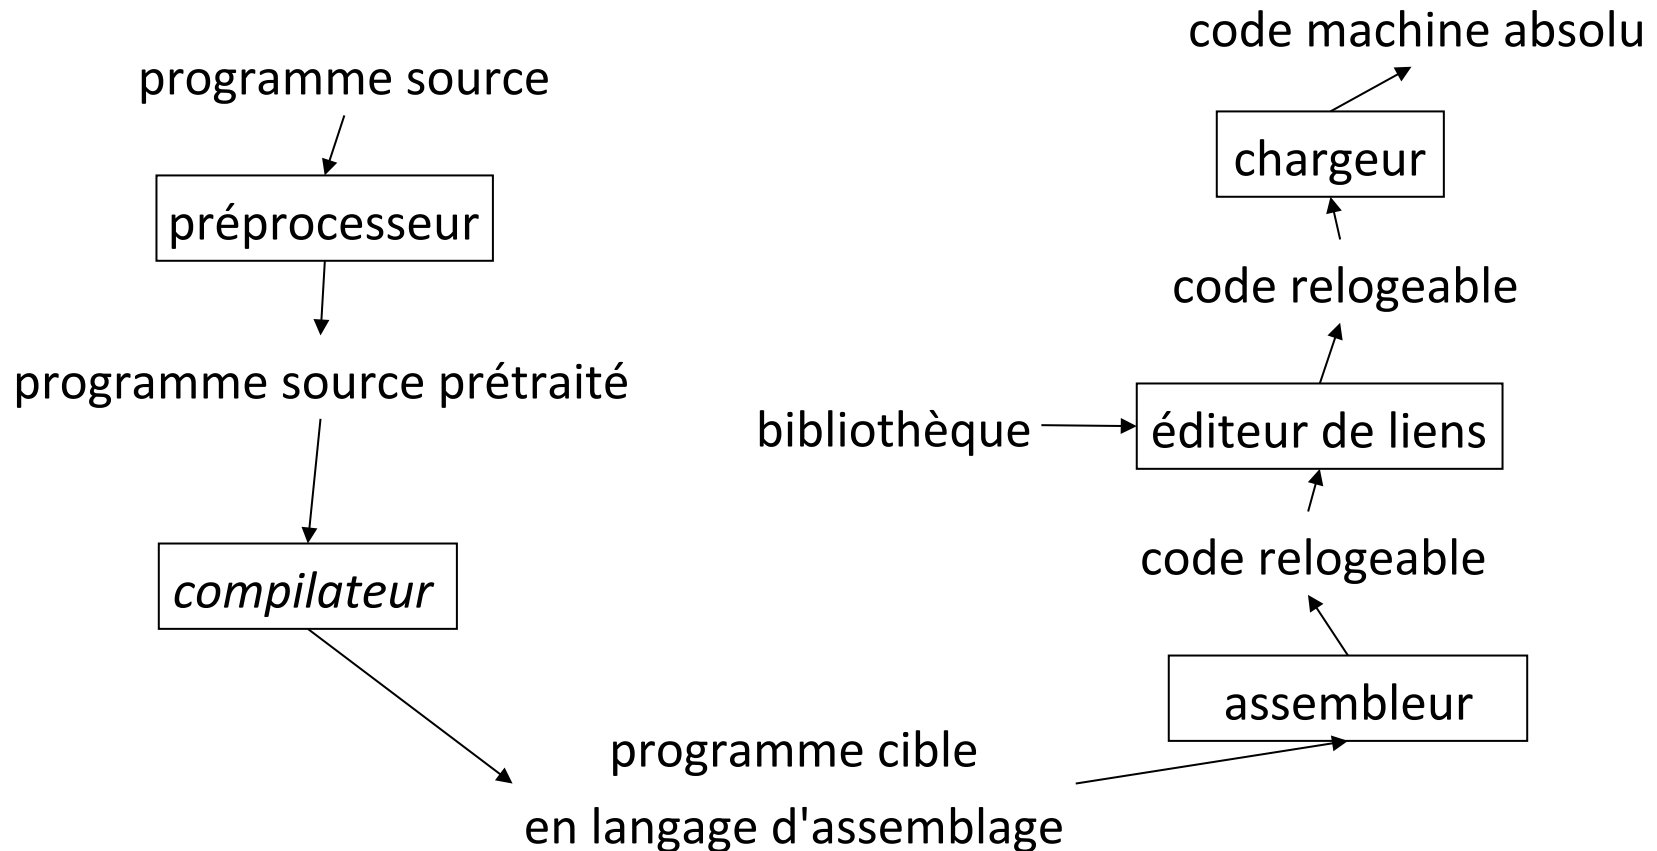 programme source
préprocesseur
programme source prétraité
compilateur
programme cible
en langage d'assemblage
assembleur
code relogeable
bibliothèque
éditeur de liens
code relogeable
chargeur
code machine absolu